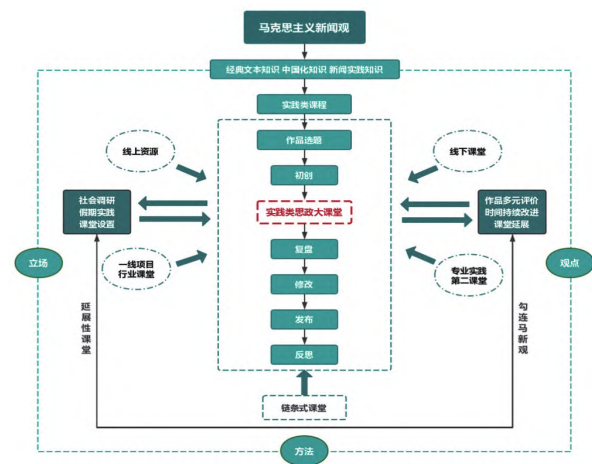 马克思主义新闻观
经典文本知识 中国化知识 新闻实践知识
实践类课程
作品选题
初创
实践类思政大课堂
复盘
修改
发布
反思
链条式课堂
线上资源
社会调研
假期实践
课堂设置
一线项目
行业课堂
线下课堂
作品多元评价
时间持续改进
课堂延展
专业实践
第二课堂
立场
观点
方法
延展性课堂
勾连马新观